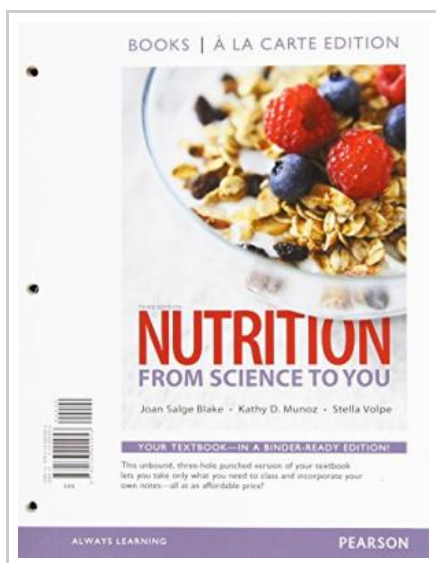 BOOKS | À LA CARTE EDITION
THIRD EDITION
NUTRITION
FROM SCIENCE TO YOU
Joan Salge Blake • Kathy D. Munoz • Stella Volpe
YOUR TEXTBOOK—IN A BINDER-READY EDITION!
This unbound, three-hole punched version of your textbook
lets you take only what you need to class and incorporate your
own notes—all at an affordable price!
ALWAYS LEARNING
PEARSON